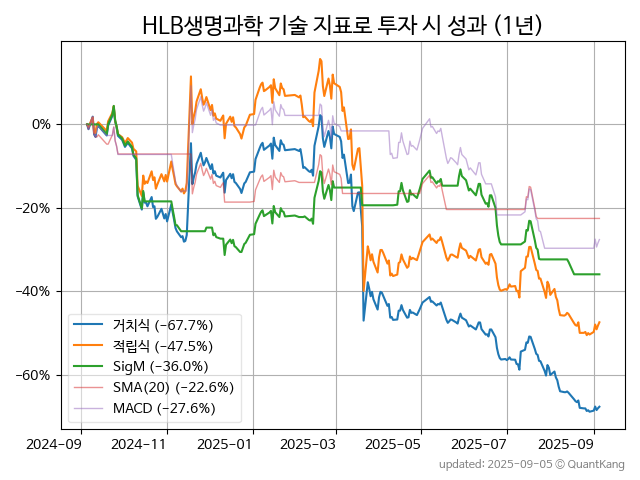 HLB생명과학 기술 지표로 투자 시 성과 (1년)
0%
−20%
−40%
−60%
거치식 (−67.7%)
적립식 (−47.5%)
SigM (−36.0%)
SMA(20) (−22.6%)
MACD (−27.6%)
2024-09
2024-11
2025-01
2025-03
2025-05
2025-07
2025-09
updated: 2025-09-05 © QuantKang